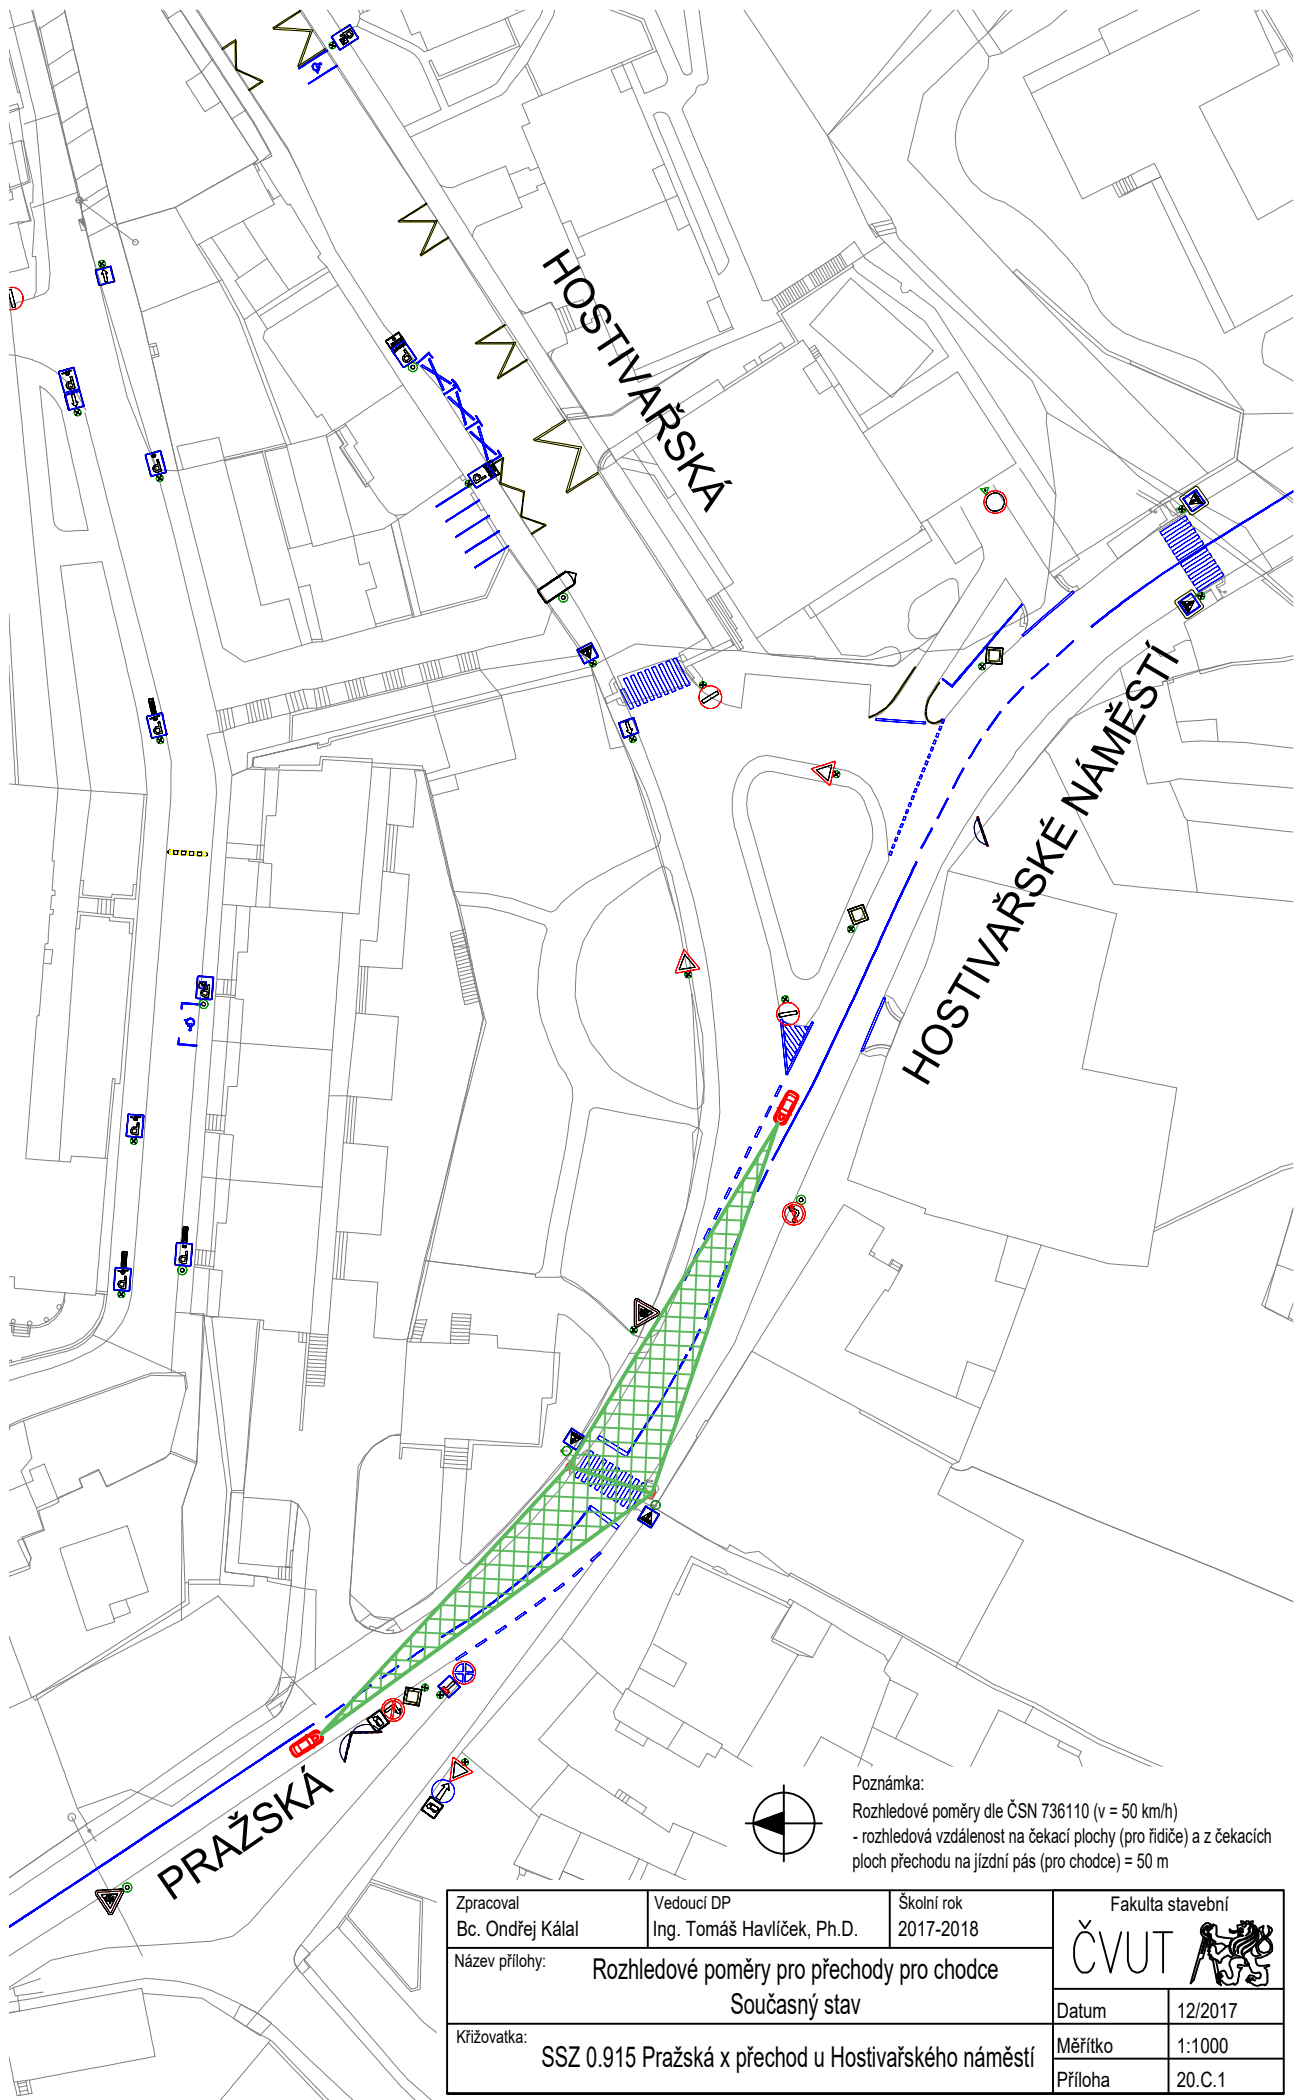 HOSTIVAŘSKÁ
HOSTIVAŘSKÉ NÁMĚSTÍ
PRAŽSKÁ
Poznámka:
Rozhledové poměry dle ČSN 736110 (v = 50 km/h)
- rozhledová vzdálenost na čekací plochy (pro řidiče) a z čekacích
ploch přechodu na jízdní pás (pro chodce) = 50 m
Zpracoval
Bc. Ondřej Kálal
Vedoucí DP
Ing. Tomáš Havlíček, Ph.D.
Školní rok
2017-2018
Fakulta stavební
ČVUT
Název přílohy:
Rozhledové poměry pro přechody pro chodce
Současný stav
Datum
12/2017
Křižovatka:
SSZ 0.915 Pražská x přechod u Hostivařského náměstí
Měřítko
1:1000
Příloha
20.C.1